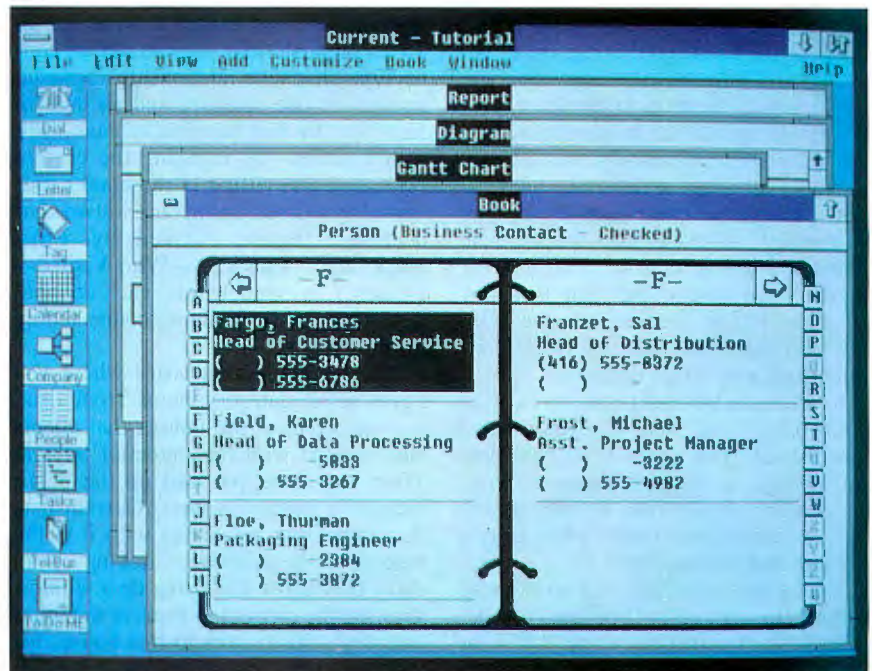 Current – Tutorial
File Edit View Add Customize Book Window Help
Report
Diagram
Gantt Chart
Book
Person (Business Contact – Checked)
Dial
Letter
Tag
Calendar
Company
People
Tasks
To-Do:ME
–F–
Fargo, Frances
Head of Customer Service
( ) 555-3478
( ) 555-6786
Field, Karen
Head of Data Processing
( ) -5833
( ) 555-3267
Floe, Thurman
Packaging Engineer
( ) -2384
( ) 555-3872
A
B
C
D
E
F
G
H
I
J
K
L
M
–F–
Franzet, Sal
Head of Distribution
(416) 555-8372
( )
Frost, Michael
Asst. Project Manager
( ) -3222
( ) 555-4982
N
O
P
Q
R
S
T
U
V
W
X
Y
Z